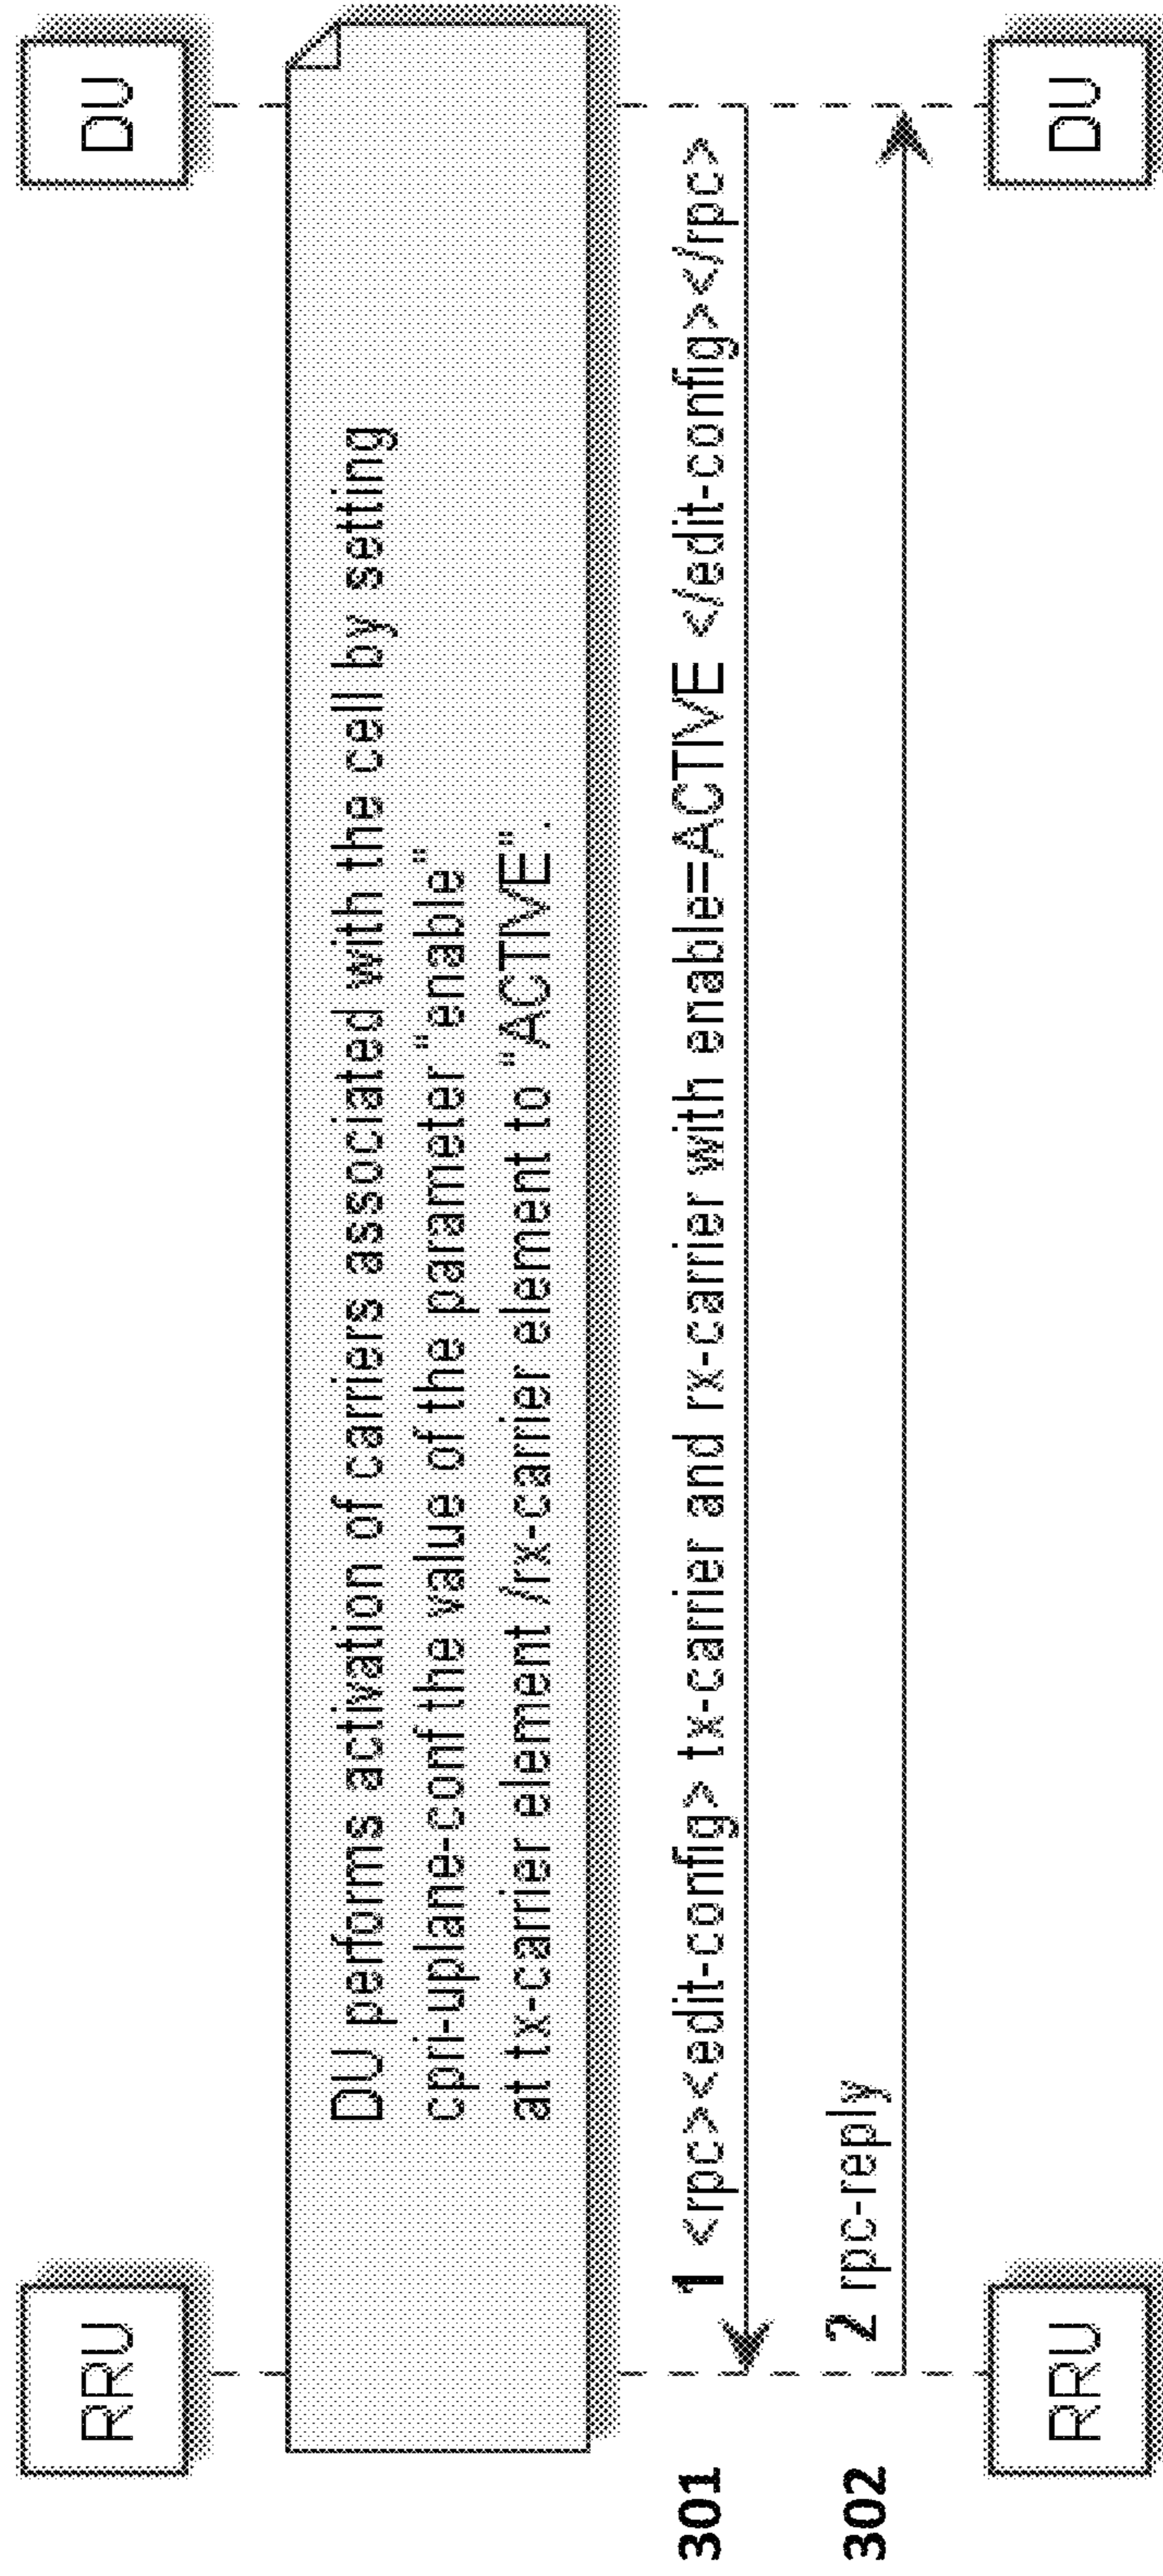 RRU
DU
DU performs activation of carriers associated with the cell by setting
cpri-uplane-conf the value of the parameter "enable"
at tx-carrier element /rx-carrier element to "ACTIVE".
301
1 <rpc><edit-config> tx-carrier and rx-carrier with enable=ACTIVE </edit-config></rpc>
302
2 rpc-reply
RRU
DU